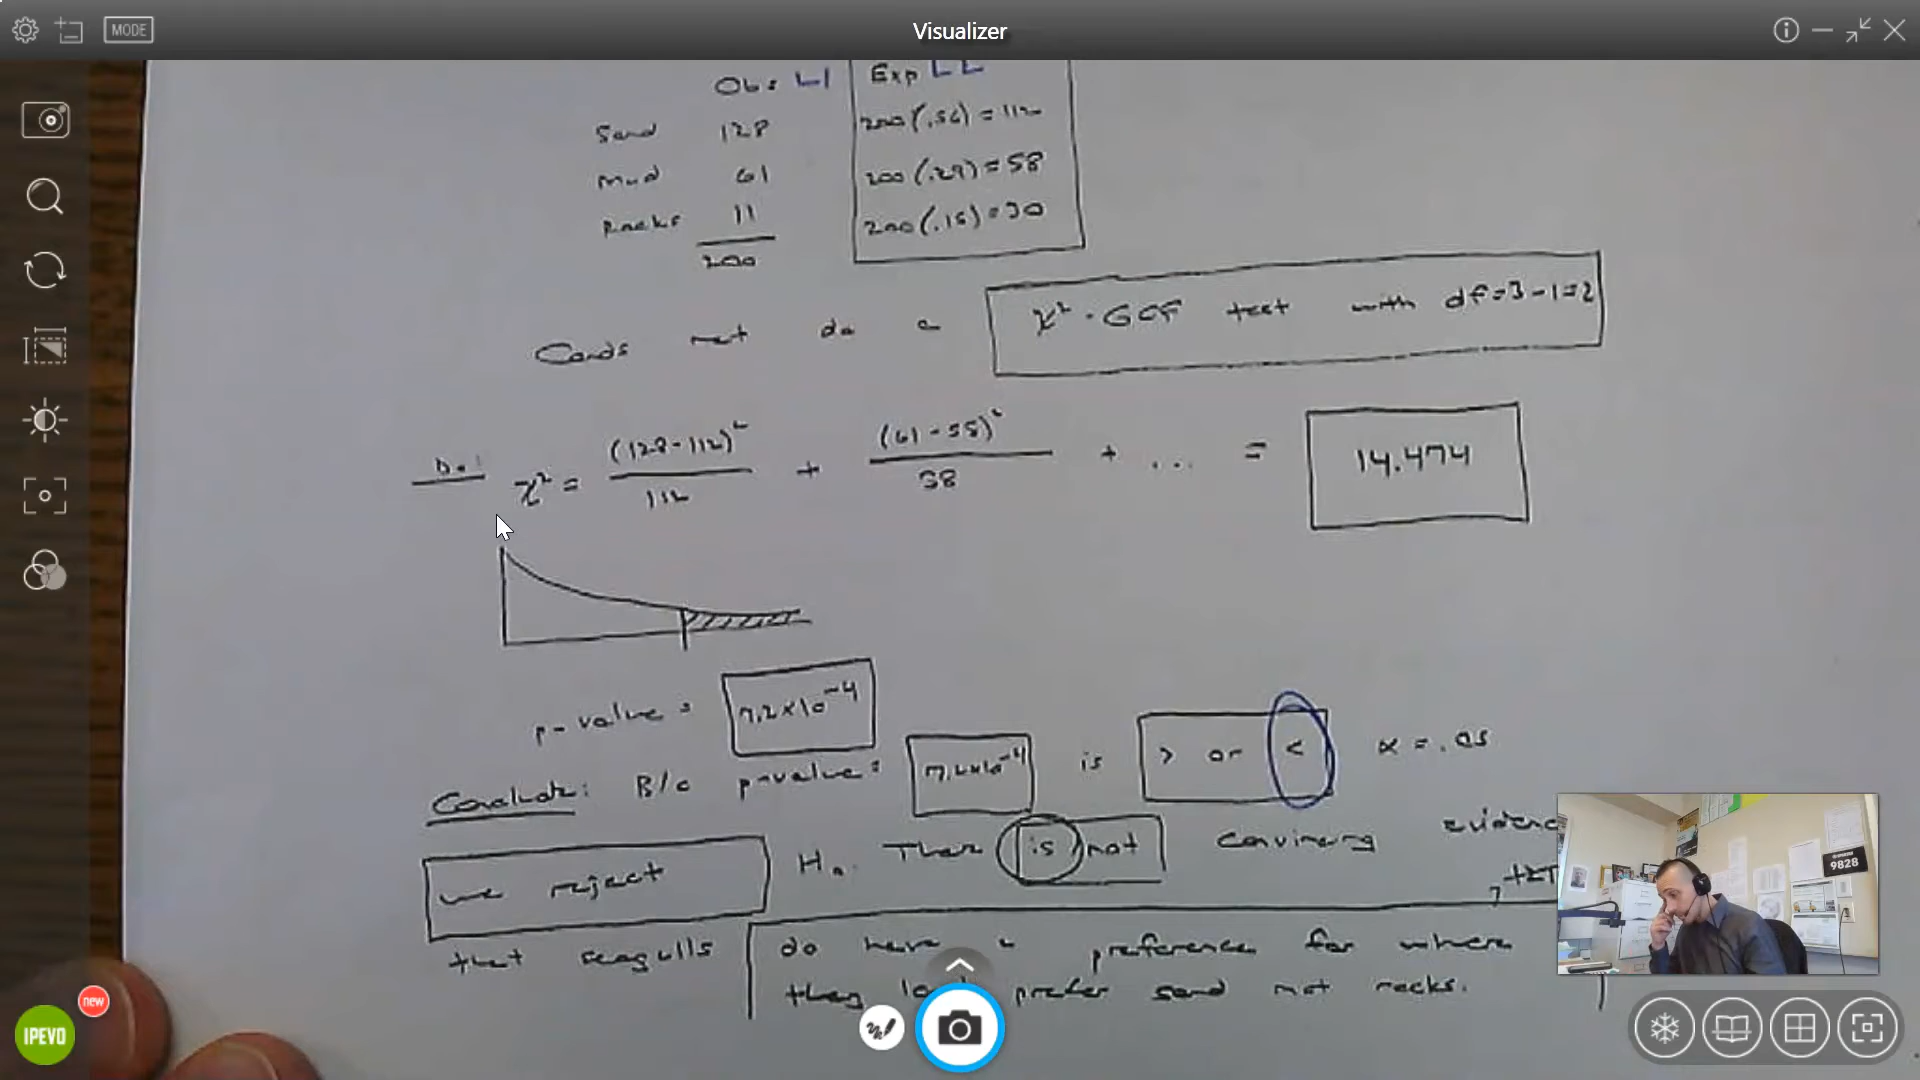 MODE
Visualizer
Obs L1 Exp L2
Sand 128 200(.56) = 112
Mud 61 200(.29) = 58
Rocks 11 200(.15) = 30
200
Conds met do a χ²-GOF test with df=3-1=2
Do: χ² = (128-112)²/112 + (61-58)²/58 + ... = 14.474
p-value = 7.2×10⁻⁴
Conclude: B/c p-value = 7.2×10⁻⁴ is > or < α = .05
we reject H₀. There is/not convincing evidenc
that seagulls do have a preference for where
they prefer sand not rocks.
9828
new
IPEVO